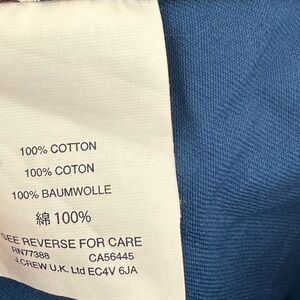 100% COTTON
100% COTON
100% BAUMWOLLE
綿 100%
SEE REVERSE FOR CARE
RN77388 CA56445
J.CREW U.K. Ltd EC4V 6JA